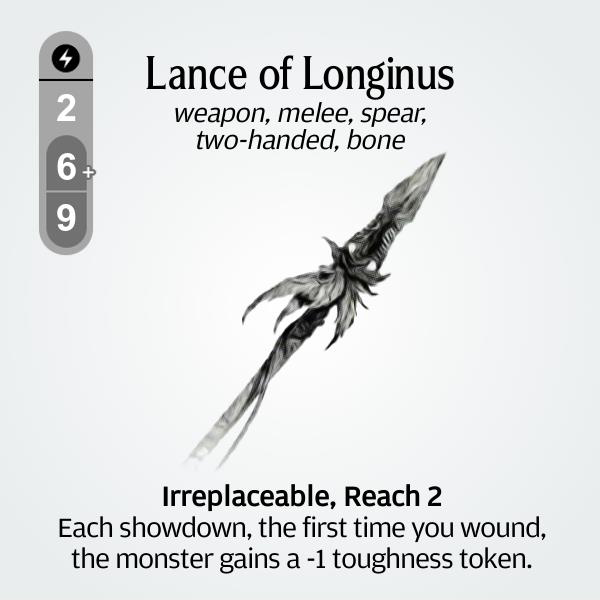 Lance of Longinus
weapon, melee, spear,
two-handed, bone
2
6+
9
Irreplaceable, Reach 2
Each showdown, the first time you wound,
the monster gains a -1 toughness token.